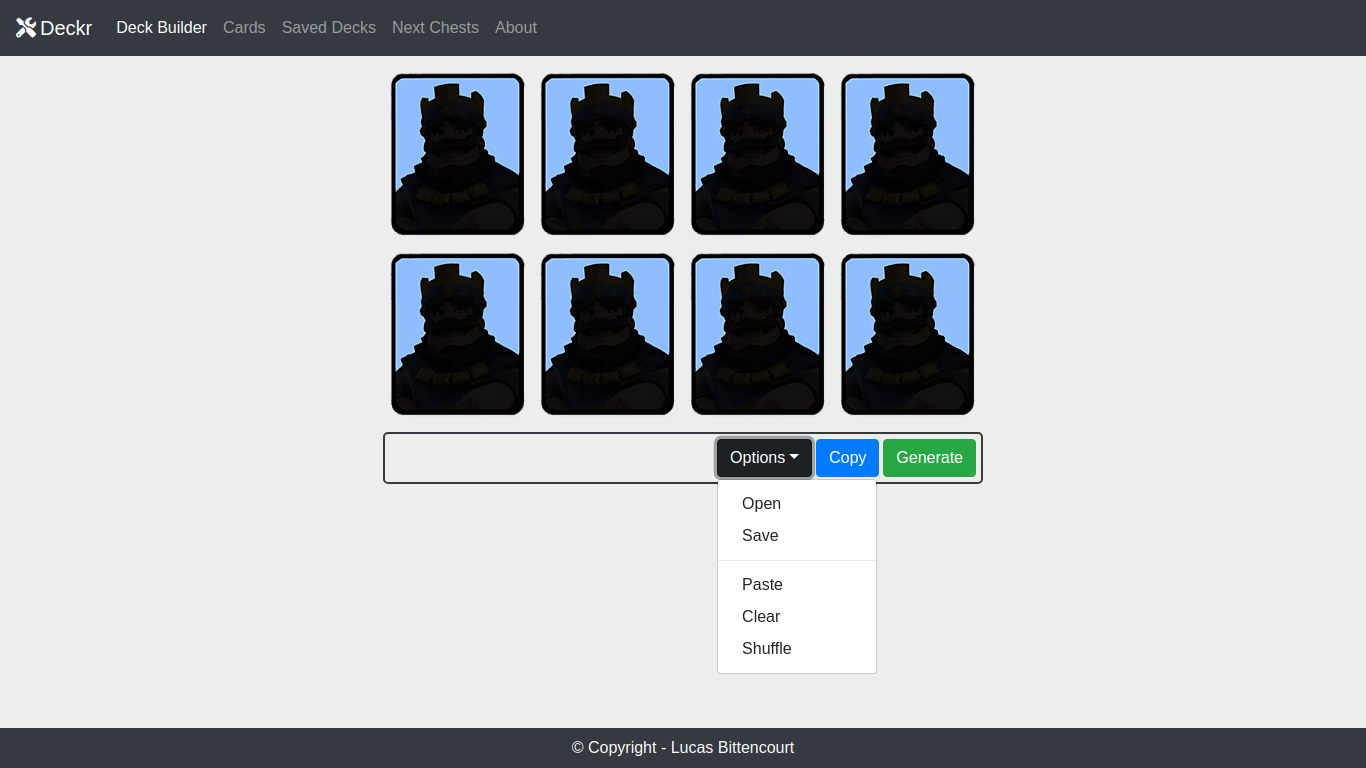 Deckr Deck Builder Cards Saved Decks Next Chests About
Options Copy Generate
Open
Save
Paste
Clear
Shuffle
© Copyright - Lucas Bittencourt